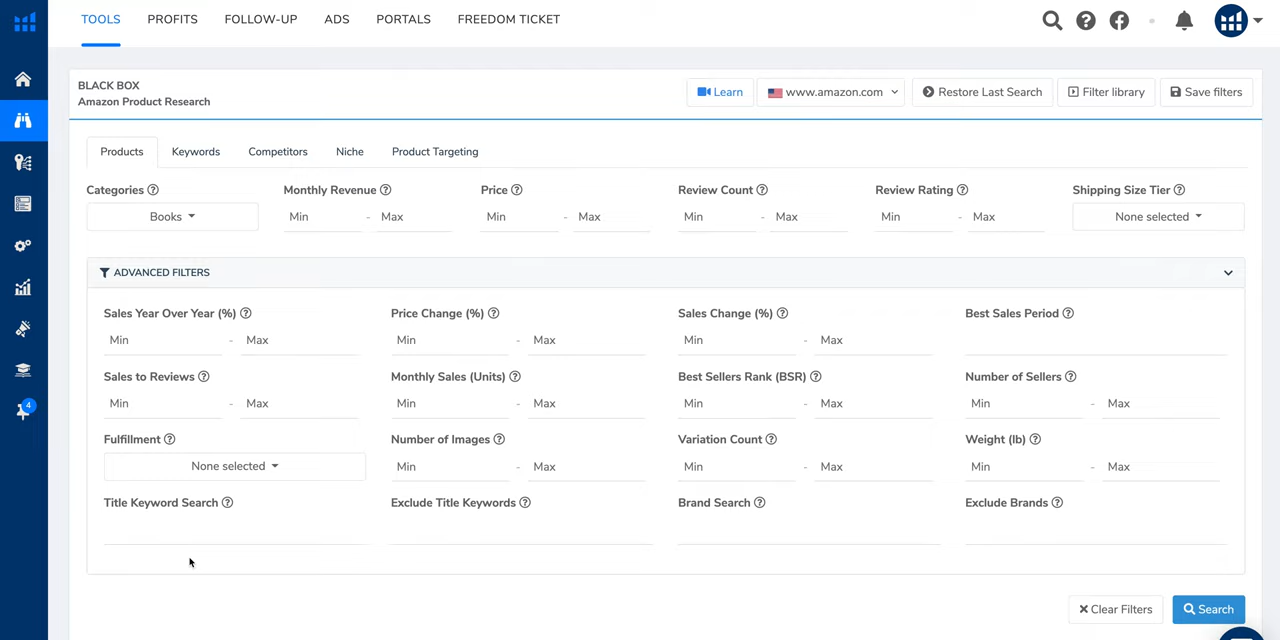 TOOLS PROFITS FOLLOW-UP ADS PORTALS FREEDOM TICKET
BLACK BOX
Amazon Product Research
Learn www.amazon.com Restore Last Search Filter library Save filters
Products Keywords Competitors Niche Product Targeting
Categories Monthly Revenue Price Review Count Review Rating Shipping Size Tier
Books Min - Max Min - Max Min - Max Min - Max None selected
ADVANCED FILTERS
Sales Year Over Year (%) Price Change (%) Sales Change (%) Best Sales Period
Min - Max Min - Max Min - Max
Sales to Reviews Monthly Sales (Units) Best Sellers Rank (BSR) Number of Sellers
Min - Max Min - Max Min - Max Min - Max
4
Fulfillment Number of Images Variation Count Weight (lb)
None selected Min - Max Min - Max Min - Max
Title Keyword Search Exclude Title Keywords Brand Search Exclude Brands
Clear Filters Search